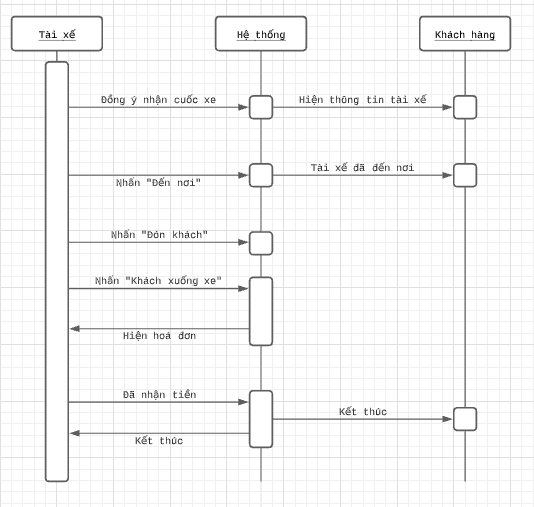 Tài xế
Hệ thống
Khách hàng
Đồng ý nhận cuốc xe
Hiện thông tin tài xế
Nhấn "Đến nơi"
Tài xế đã đến nơi
Nhấn "Đón khách"
Nhấn "Khách xuống xe"
Hiện hoá đơn
Đã nhận tiền
Kết thúc
Kết thúc